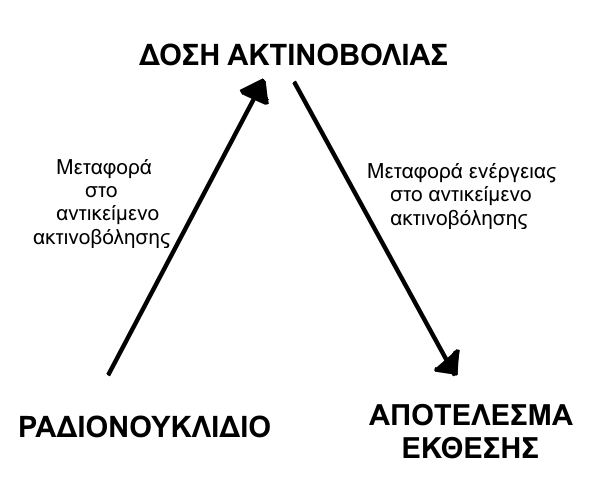 ΔΟΣΗ ΑΚΤΙΝΟΒΟΛΙΑΣ
Μεταφορά
στο
αντικείμενο
ακτινοβόλησης
Μεταφορά ενέργειας
στο αντικείμενο
ακτινοβόλησης
ΡΑΔΙΟΝΟΥΚΛΙΔΙΟ
ΑΠΟΤΕΛΕΣΜΑ
ΕΚΘΕΣΗΣ